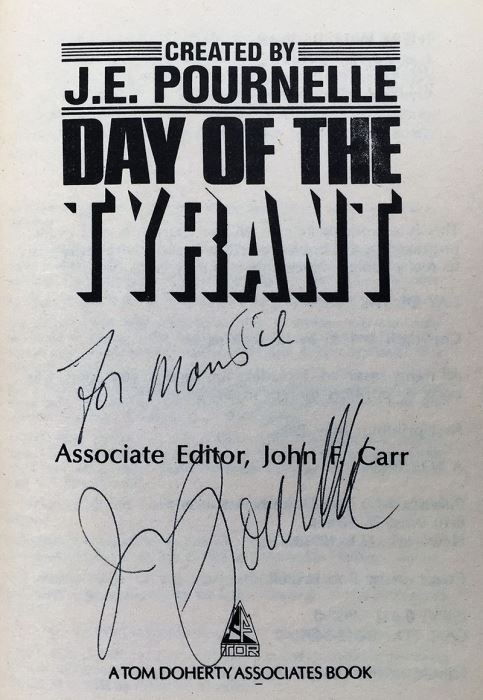 CREATED BY
J.E. POURNELLE
DAY OF THE
TYRANT
For
Associate Editor, John F. Carr
TOR
A TOM DOHERTY ASSOCIATES BOOK